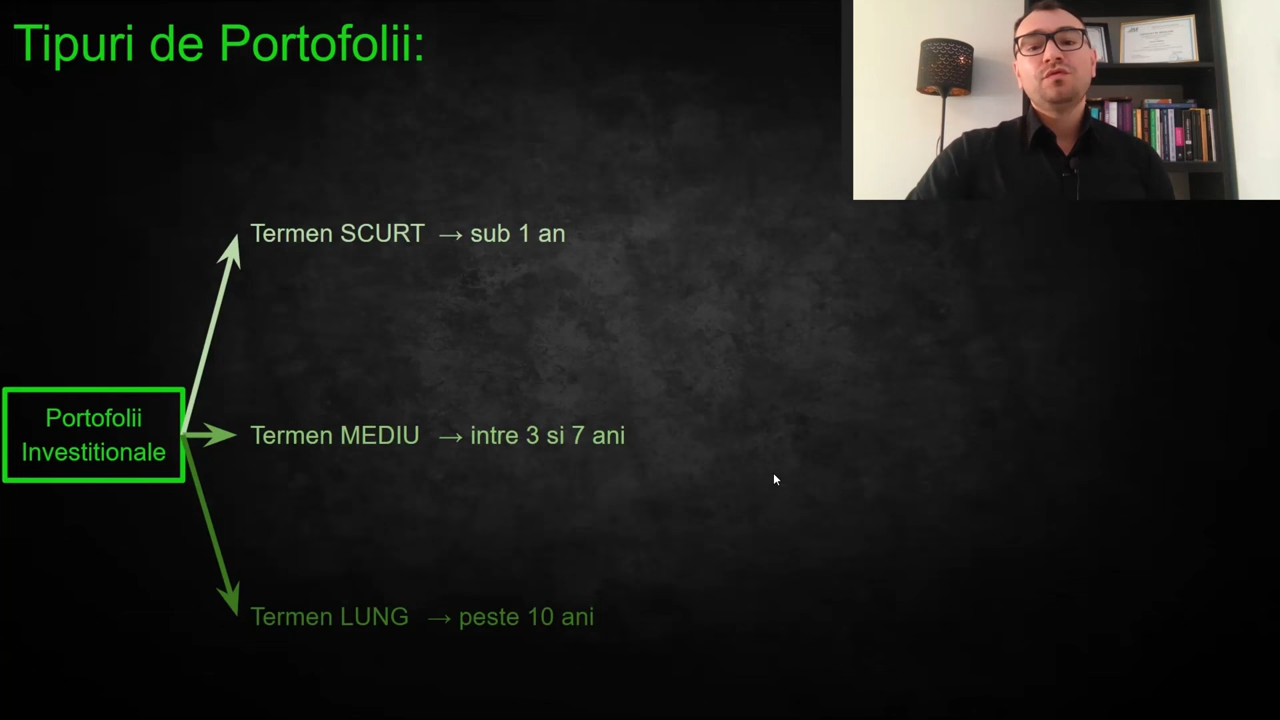 Tipuri de Portofolii:
Termen SCURT → sub 1 an
Portofolii
Investitionale
Termen MEDIU → intre 3 si 7 ani
Termen LUNG → peste 10 ani